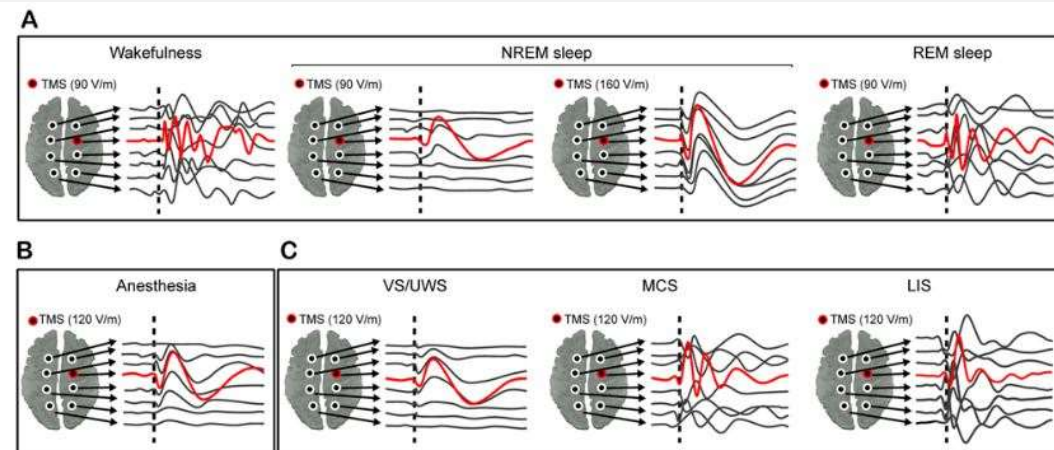 A
Wakefulness
NREM sleep
REM sleep
TMS (90 V/m)
TMS (90 V/m)
TMS (160 V/m)
TMS (90 V/m)
B
C
Anesthesia
VS/UWS
MCS
LIS
TMS (120 V/m)
TMS (120 V/m)
TMS (120 V/m)
TMS (120 V/m)